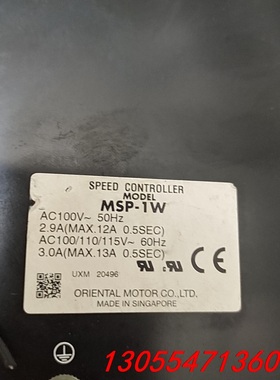 SPEED CONTROLLER
MODEL
MSP-1W
AC100V~ 50Hz
2.9A(MAX.12A 0.5SEC)
AC100/110/115V~ 60Hz
3.0A(MAX.13A 0.5SEC)
UXM 20496
ORIENTAL MOTOR CO.,LTD.
MADE IN SINGAPORE
13055471360